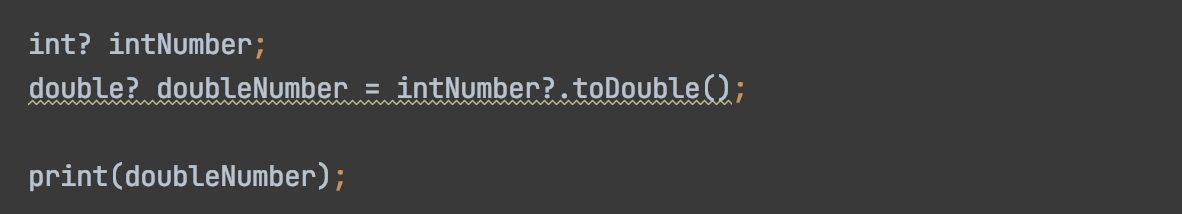 int? intNumber;
double? doubleNumber = intNumber?.toDouble();
print(doubleNumber);